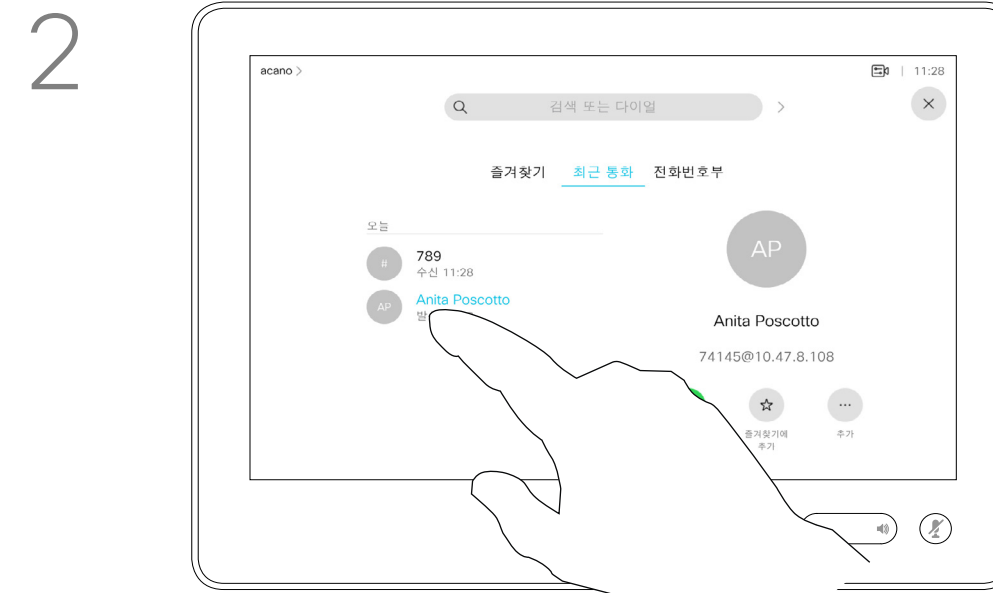 2
acano >
11:28
검색 또는 다이얼
즐겨찾기 최근 통화 전화번호부
오늘
# 789
수신 11:28
AP Anita Poscotto
발
AP
Anita Poscotto
74145@10.47.8.108
즐겨찾기에
추가
추가